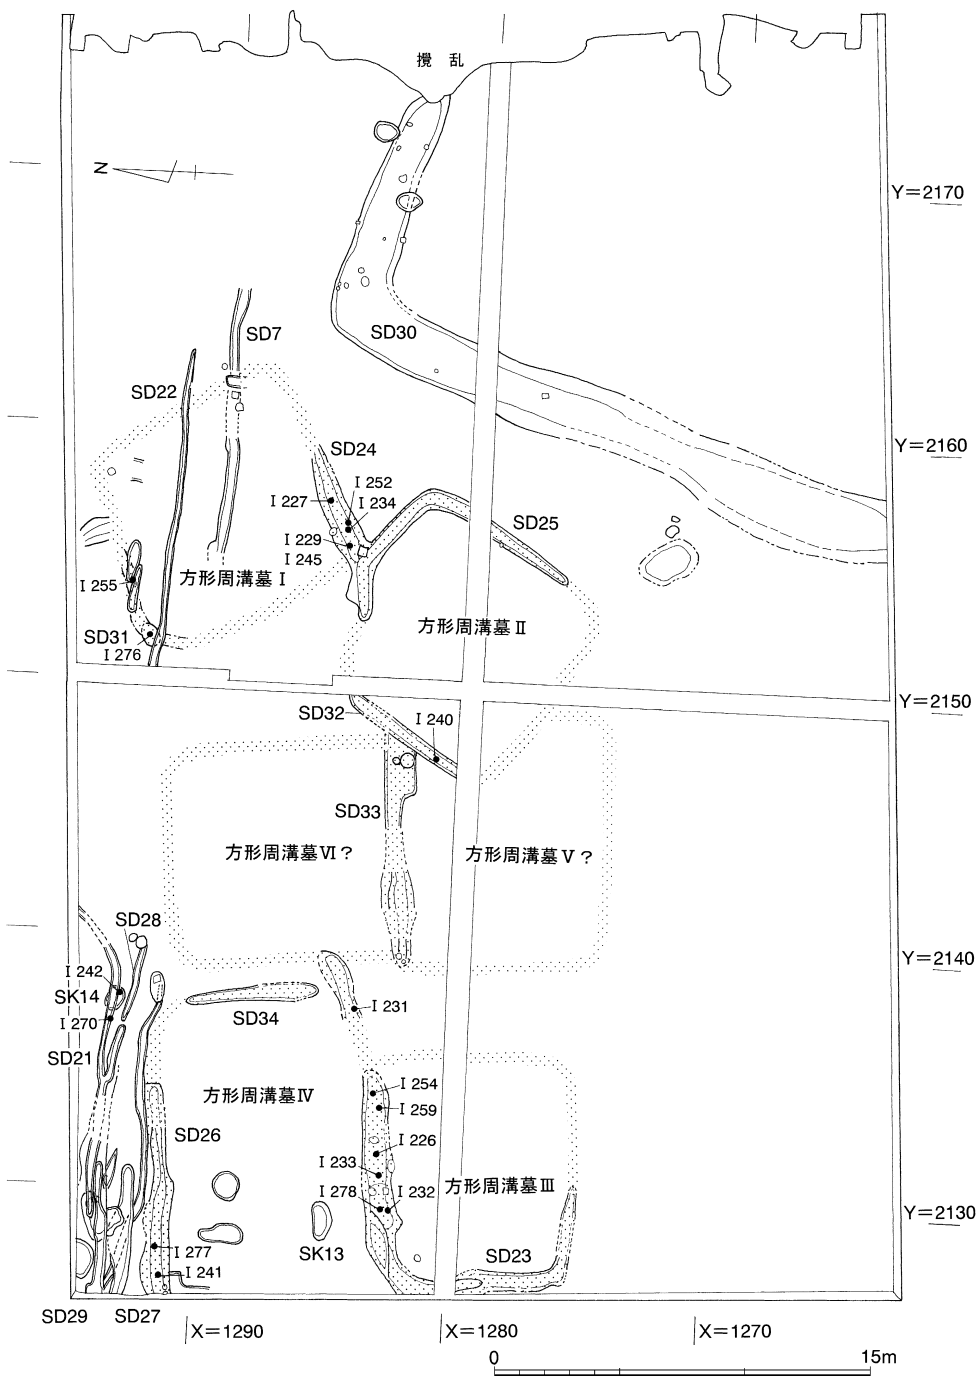 攪 乱
N
Y=2170
SD7
SD30
SD22
Y=2160
SD24
I 252
I 227
I 234
SD25
I 229
I 245
I 255
方形周溝墓Ⅰ
方形周溝墓Ⅱ
SD31
I 276
Y=2150
SD32
I 240
SD33
方形周溝墓Ⅵ?
方形周溝墓Ⅴ?
SD28
Y=2140
I 242
SK14
I 270
SD34
I 231
SD21
方形周溝墓Ⅳ
I 254
I 259
SD26
I 226
I 233
方形周溝墓Ⅲ
I 278
I 232
Y=2130
SK13
SD23
I 277
I 241
SD29
SD27
X=1290
X=1280
X=1270
0
15m